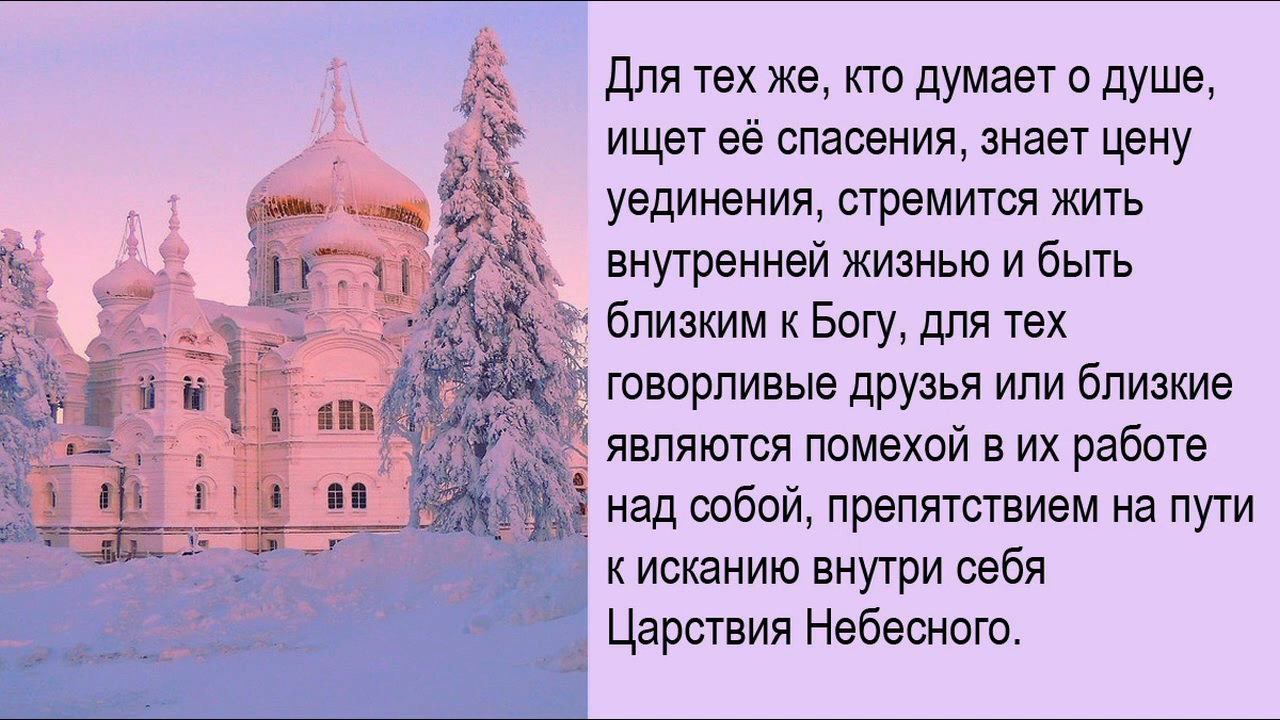 Для тех же, кто думает о душе,
ищет её спасения, знает цену
уединения, стремится жить
внутренней жизнью и быть
близким к Богу, для тех
говорливые друзья или близкие
являются помехой в их работе
над собой, препятствием на пути
к исканию внутри себя
Царствия Небесного.